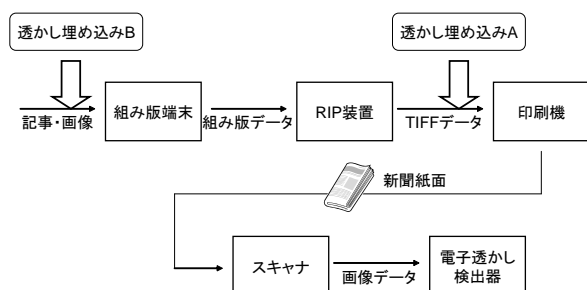 透かし埋め込みB
透かし埋め込みA
記事・画像
組み版端末
組み版データ
RIP装置
TIFFデータ
印刷機
新聞紙面
スキャナ
画像データ
電子透かし
検出器